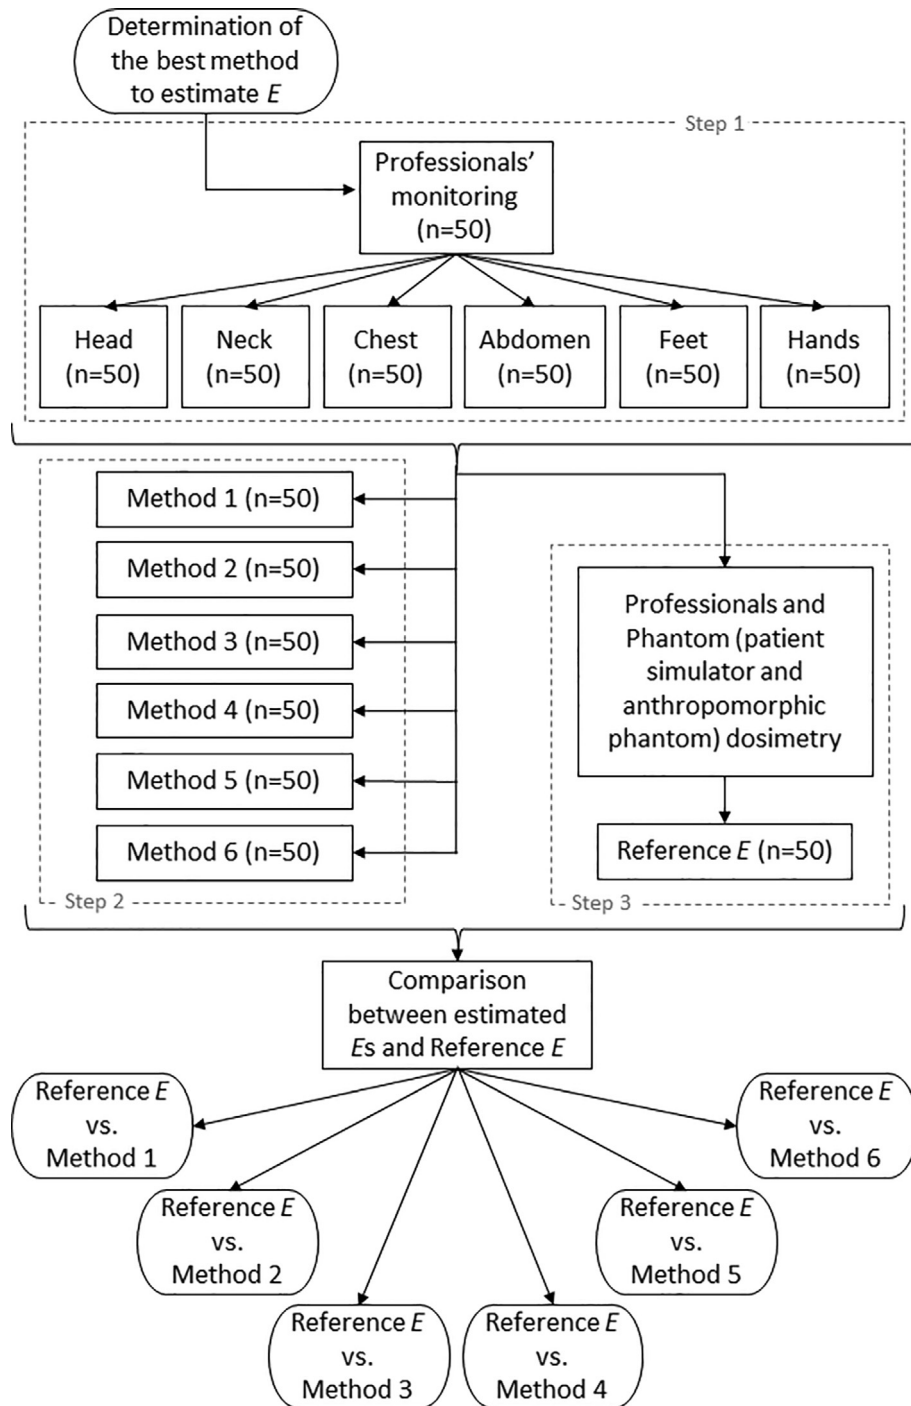 Determination of
the best method
to estimate E
Step 1
Professionals’
monitoring
(n=50)
Head
(n=50)
Neck
(n=50)
Chest
(n=50)
Abdomen
(n=50)
Feet
(n=50)
Hands
(n=50)
Method 1 (n=50)
Method 2 (n=50)
Method 3 (n=50)
Method 4 (n=50)
Method 5 (n=50)
Method 6 (n=50)
Step 2
Professionals and
Phantom (patient
simulator and
anthropomorphic
phantom) dosimetry
Reference E (n=50)
Step 3
Comparison
between estimated
Es and Reference E
Reference E
vs.
Method 1
Reference E
vs.
Method 2
Reference E
vs.
Method 3
Reference E
vs.
Method 4
Reference E
vs.
Method 5
Reference E
vs.
Method 6